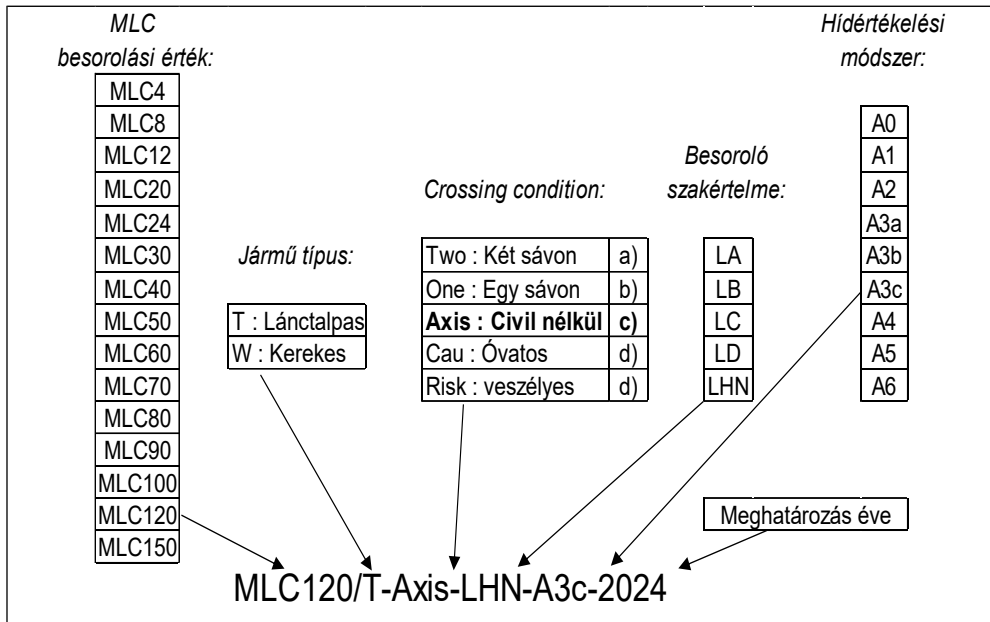 MLC
besorolási érték:
Hídértékelési
módszer:
MLC4
MLC8 A0
MLC12 Besoroló A1
MLC20 Crossing condition: szakértelme: A2
MLC24 A3a
MLC30 Jármű típus: Two : Két sávon a) LA A3b
MLC40 One : Egy sávon b) LB A3c
MLC50 T : Lánctalpas Axis : Civil nélkül c) LC A4
MLC60 W : Kerekes Cau : Óvatos d) LD A5
MLC70 Risk : veszélyes d) LHN A6
MLC80
MLC90
MLC100
MLC120 Meghatározás éve
MLC150
MLC120/T-Axis-LHN-A3c-2024